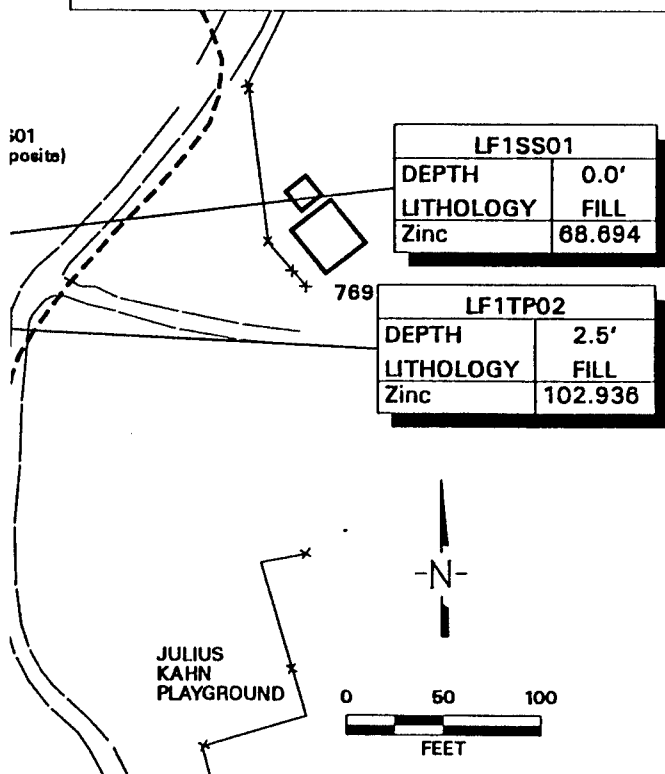 posite)
LF1SS01
DEPTH 0.0'
LITHOLOGY FILL
Zinc 68.694
769
LF1TP02
DEPTH 2.5'
LITHOLOGY FILL
Zinc 102.936
-N-
JULIUS
KAHN
PLAYGROUND
0 50 100
FEET